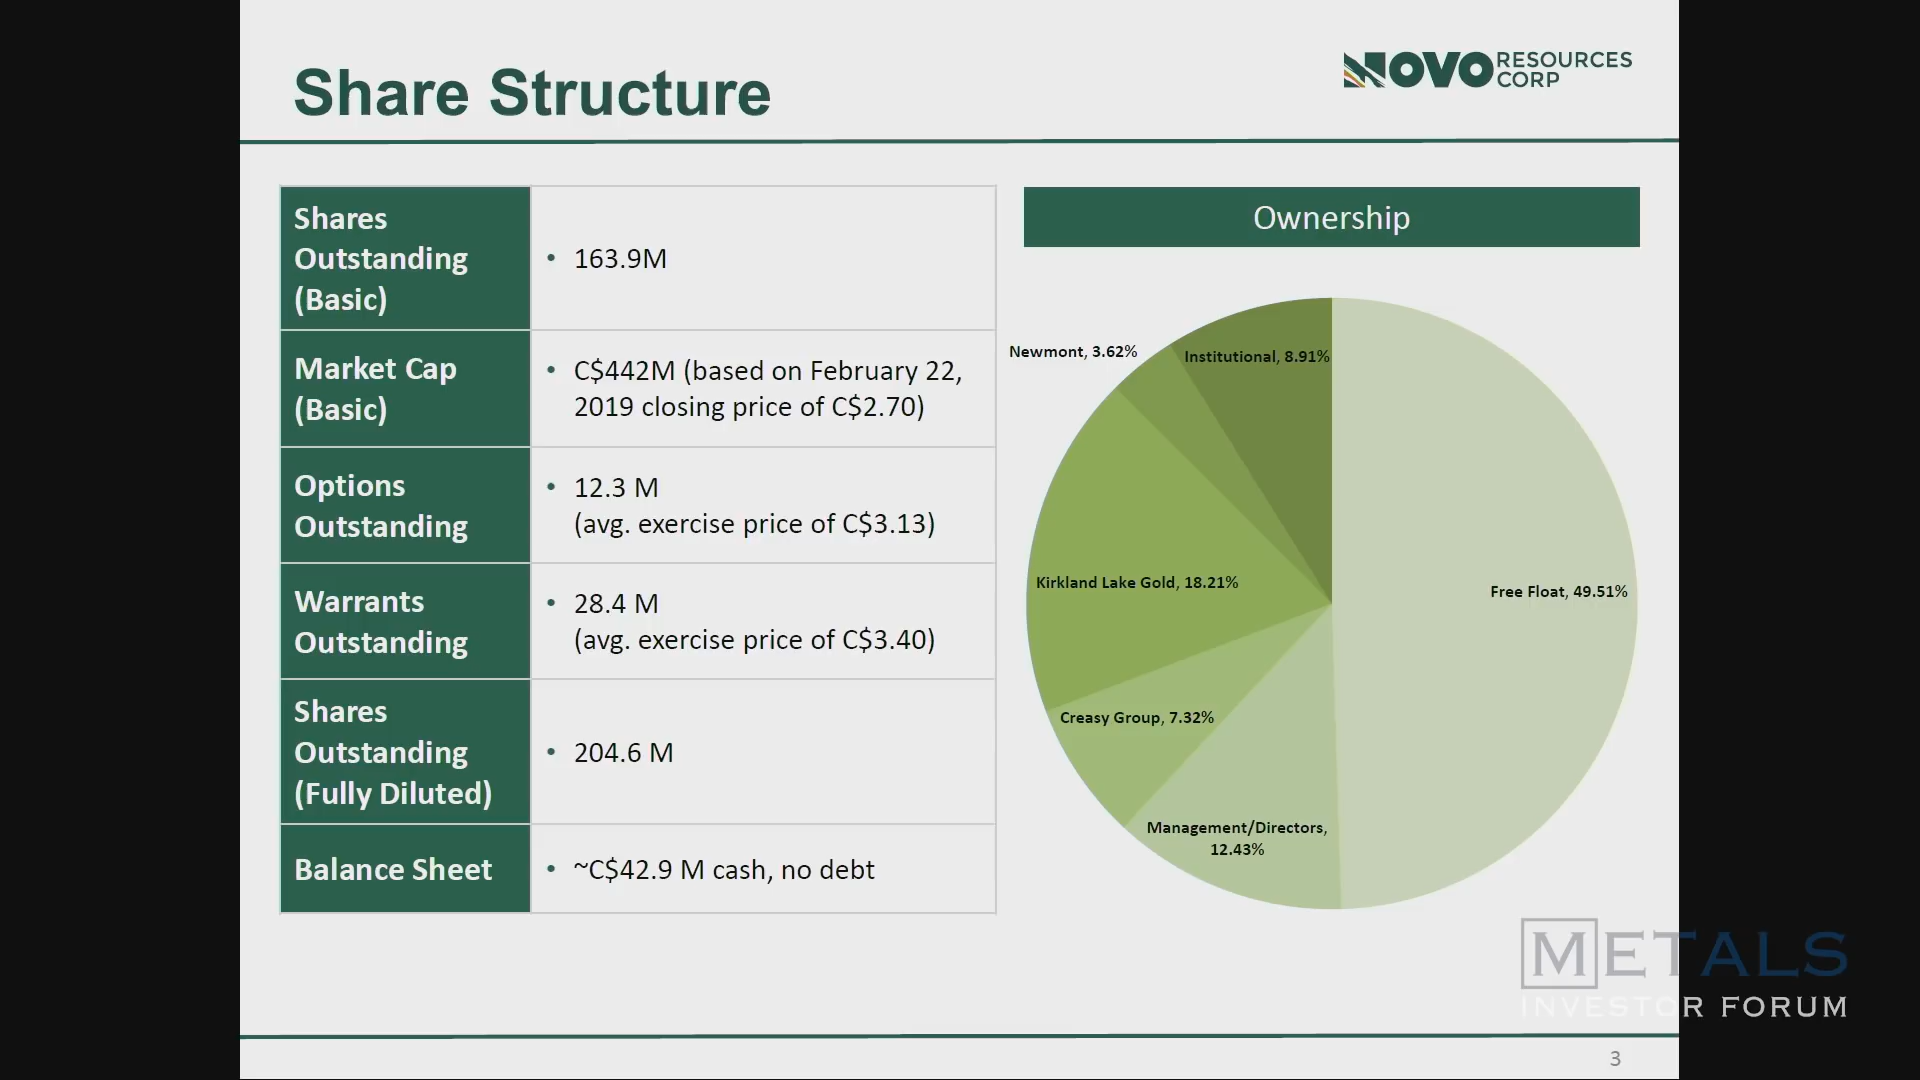 Share Structure
NOVO RESOURCES
CORP
Shares
Outstanding
(Basic)
• 163.9M
Market Cap
(Basic)
• C$442M (based on February 22,
2019 closing price of C$2.70)
Options
Outstanding
• 12.3 M
(avg. exercise price of C$3.13)
Warrants
Outstanding
• 28.4 M
(avg. exercise price of C$3.40)
Shares
Outstanding
(Fully Diluted)
• 204.6 M
Balance Sheet
• ~C$42.9 M cash, no debt
Ownership
Newmont, 3.62%
Institutional, 8.91%
Kirkland Lake Gold, 18.21%
Free Float, 49.51%
Creasy Group, 7.32%
Management/Directors,
12.43%
METALS
INVESTOR FORUM
3